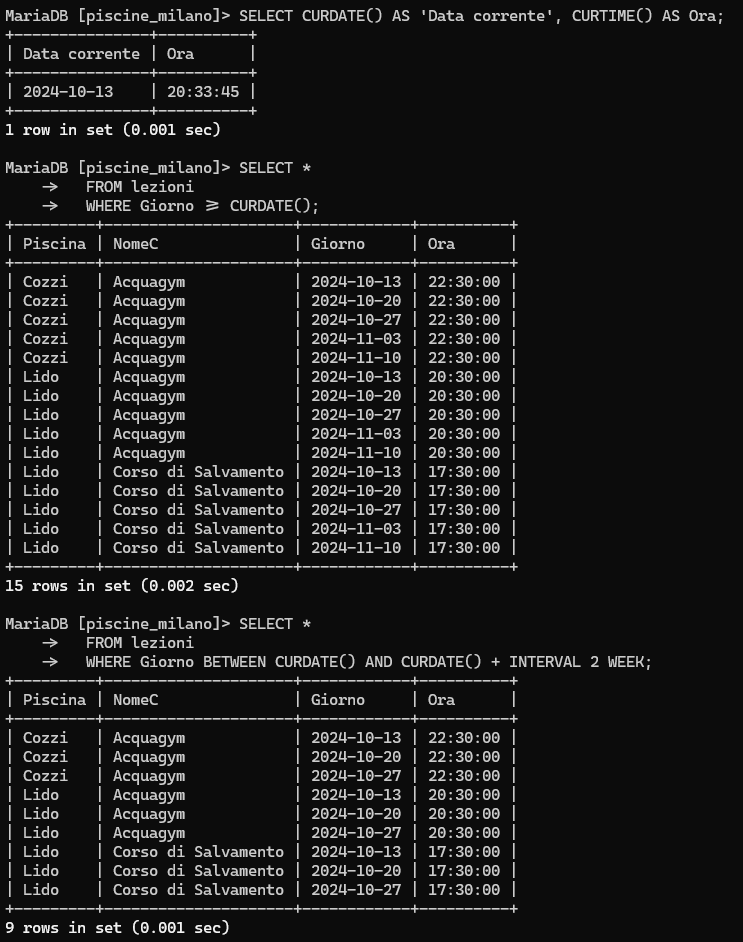 MariaDB [piscine_milano]> SELECT CURDATE() AS 'Data corrente', CURTIME() AS Ora;
+---------------+----------+
| Data corrente | Ora      |
+---------------+----------+
| 2024-10-13    | 20:33:45 |
+---------------+----------+
1 row in set (0.001 sec)

MariaDB [piscine_milano]> SELECT *
    ->   FROM lezioni
    ->   WHERE Giorno >= CURDATE();
+---------+---------------------+------------+----------+
| Piscina | NomeC               | Giorno     | Ora      |
+---------+---------------------+------------+----------+
| Cozzi   | Acquagym            | 2024-10-13 | 22:30:00 |
| Cozzi   | Acquagym            | 2024-10-20 | 22:30:00 |
| Cozzi   | Acquagym            | 2024-10-27 | 22:30:00 |
| Cozzi   | Acquagym            | 2024-11-03 | 22:30:00 |
| Cozzi   | Acquagym            | 2024-11-10 | 22:30:00 |
| Lido    | Acquagym            | 2024-10-13 | 20:30:00 |
| Lido    | Acquagym            | 2024-10-20 | 20:30:00 |
| Lido    | Acquagym            | 2024-10-27 | 20:30:00 |
| Lido    | Acquagym            | 2024-11-03 | 20:30:00 |
| Lido    | Acquagym            | 2024-11-10 | 20:30:00 |
| Lido    | Corso di Salvamento | 2024-10-13 | 17:30:00 |
| Lido    | Corso di Salvamento | 2024-10-20 | 17:30:00 |
| Lido    | Corso di Salvamento | 2024-10-27 | 17:30:00 |
| Lido    | Corso di Salvamento | 2024-11-03 | 17:30:00 |
| Lido    | Corso di Salvamento | 2024-11-10 | 17:30:00 |
+---------+---------------------+------------+----------+
15 rows in set (0.002 sec)

MariaDB [piscine_milano]> SELECT *
    ->   FROM lezioni
    ->   WHERE Giorno BETWEEN CURDATE() AND CURDATE() + INTERVAL 2 WEEK;
+---------+---------------------+------------+----------+
| Piscina | NomeC               | Giorno     | Ora      |
+---------+---------------------+------------+----------+
| Cozzi   | Acquagym            | 2024-10-13 | 22:30:00 |
| Cozzi   | Acquagym            | 2024-10-20 | 22:30:00 |
| Cozzi   | Acquagym            | 2024-10-27 | 22:30:00 |
| Lido    | Acquagym            | 2024-10-13 | 20:30:00 |
| Lido    | Acquagym            | 2024-10-20 | 20:30:00 |
| Lido    | Acquagym            | 2024-10-27 | 20:30:00 |
| Lido    | Corso di Salvamento | 2024-10-13 | 17:30:00 |
| Lido    | Corso di Salvamento | 2024-10-20 | 17:30:00 |
| Lido    | Corso di Salvamento | 2024-10-27 | 17:30:00 |
+---------+---------------------+------------+----------+
9 rows in set (0.001 sec)